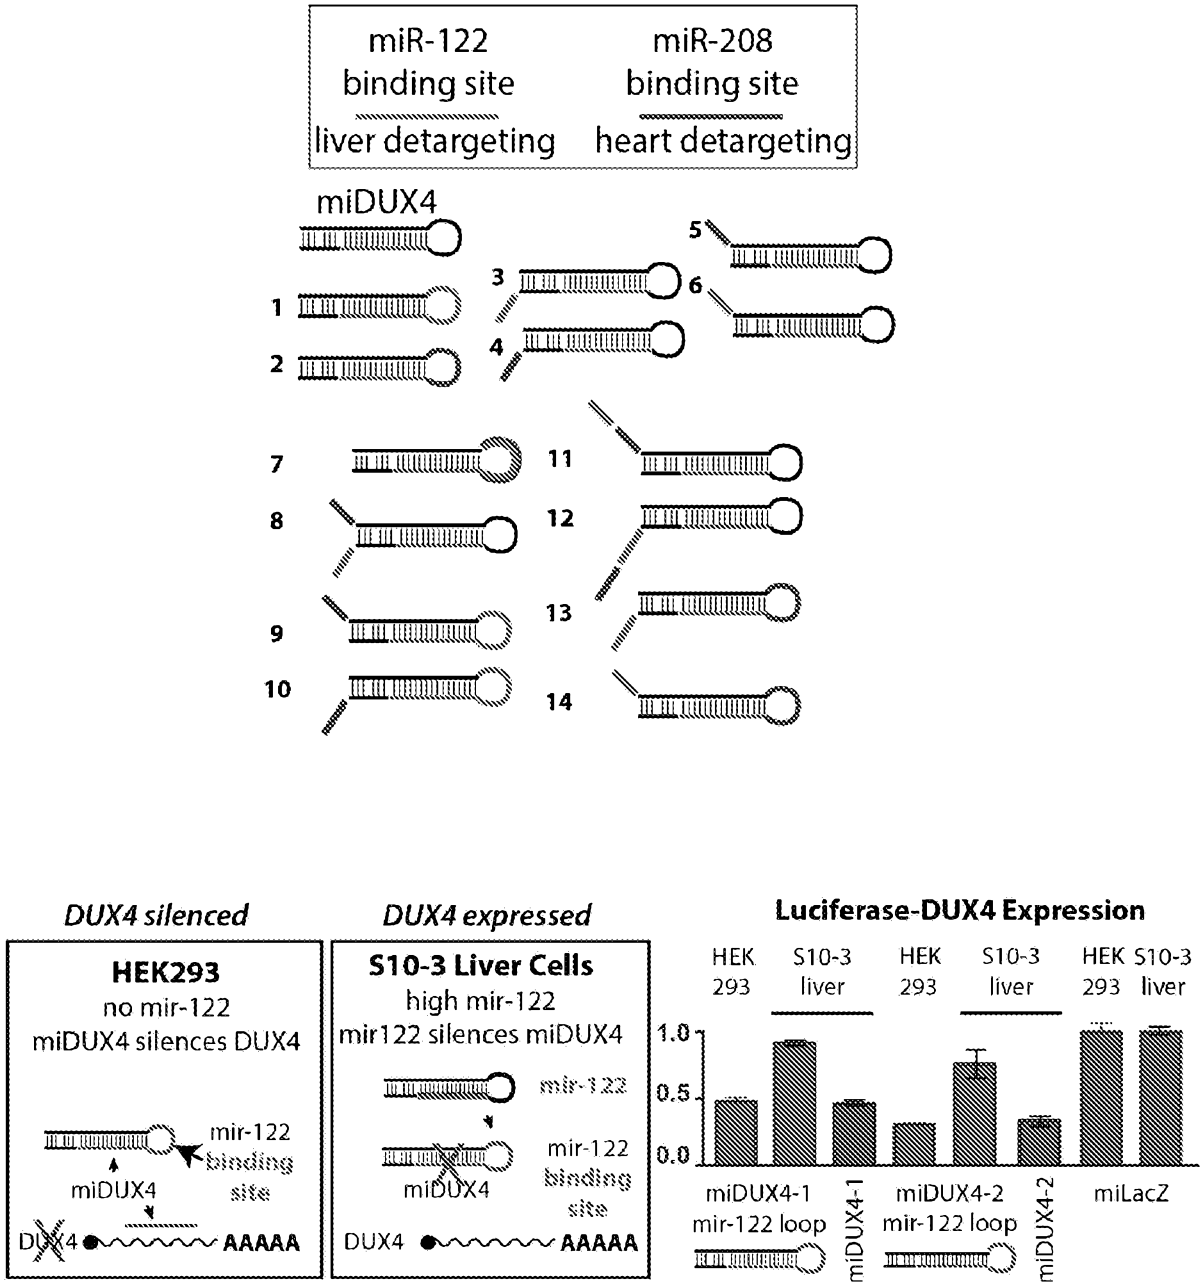 miR-122 miR-208
binding site binding site
liver detargeting heart detargeting
miDUX4
1
2
3
4
5
6
7
8
9
10
11
12
13
14
DUX4 silenced
HEK293
no mir-122
miDUX4 silences DUX4
mir-122
binding
site
miDUX4
DUX4 AAAAA
DUX4 expressed
S10-3 Liver Cells
high mir-122
mir122 silences miDUX4
mir-122
mir-122
binding
site
miDUX4
DUX4 AAAAA
Luciferase-DUX4 Expression
HEK S10-3 HEK S10-3 HEK S10-3
293 liver 293 liver 293 liver
1.0
0.5
0.0
miDUX4-1
mir-122 loop
miDUX4-1
miDUX4-2
mir-122 loop
miDUX4-2
miLacZ